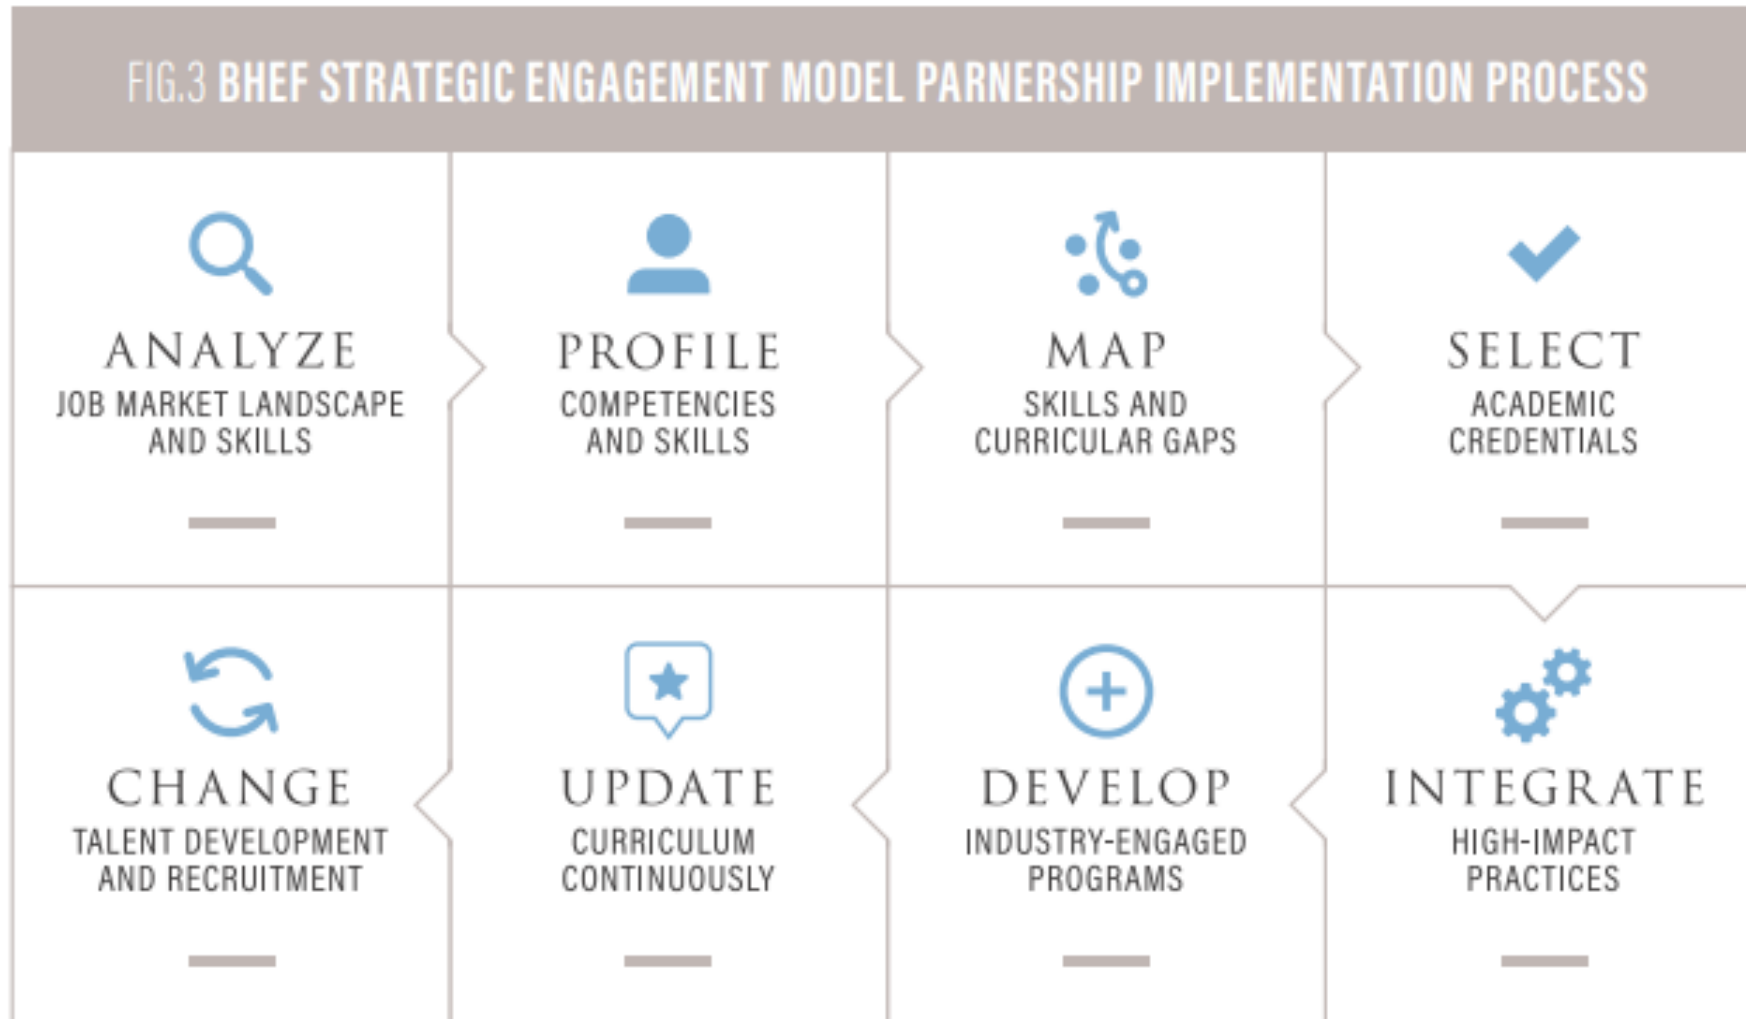 FIG.3 BHEF STRATEGIC ENGAGEMENT MODEL PARNERSHIP IMPLEMENTATION PROCESS
ANALYZE
JOB MARKET LANDSCAPE
AND SKILLS
PROFILE
COMPETENCIES
AND SKILLS
MAP
SKILLS AND
CURRICULAR GAPS
SELECT
ACADEMIC
CREDENTIALS
INTEGRATE
HIGH-IMPACT
PRACTICES
DEVELOP
INDUSTRY-ENGAGED
PROGRAMS
UPDATE
CURRICULUM
CONTINUOUSLY
CHANGE
TALENT DEVELOPMENT
AND RECRUITMENT